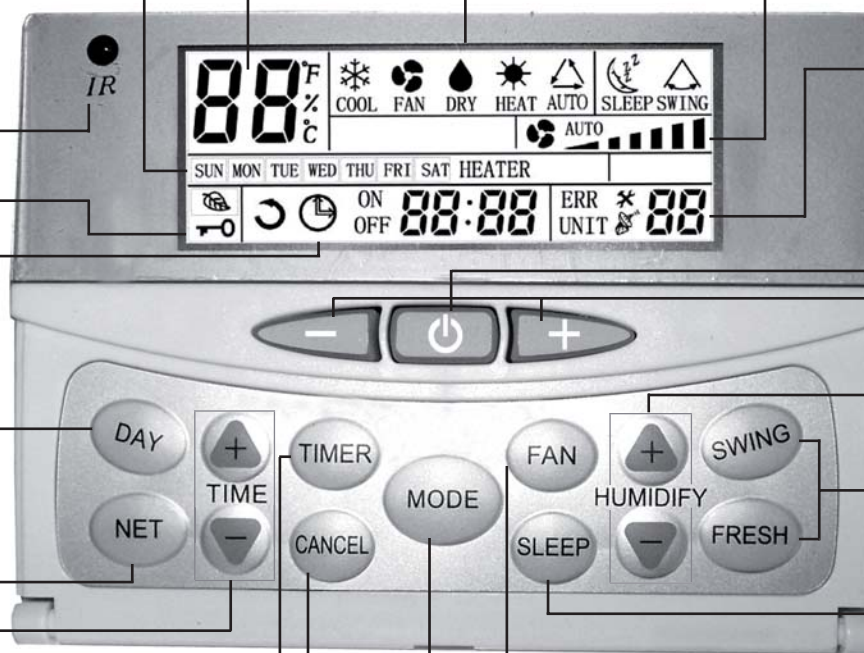 IR
88 °F % °C
COOL FAN DRY HEAT AUTO SLEEP SWING
AUTO
SUN MON TUE WED THU FRI SAT HEATER
ON
OFF 88:88
ERR
UNIT 88
− +
DAY
+
TIME
−
NET
TIMER
CANCEL
MODE
FAN
SLEEP
+
HUMIDIFY
−
SWING
FRESH